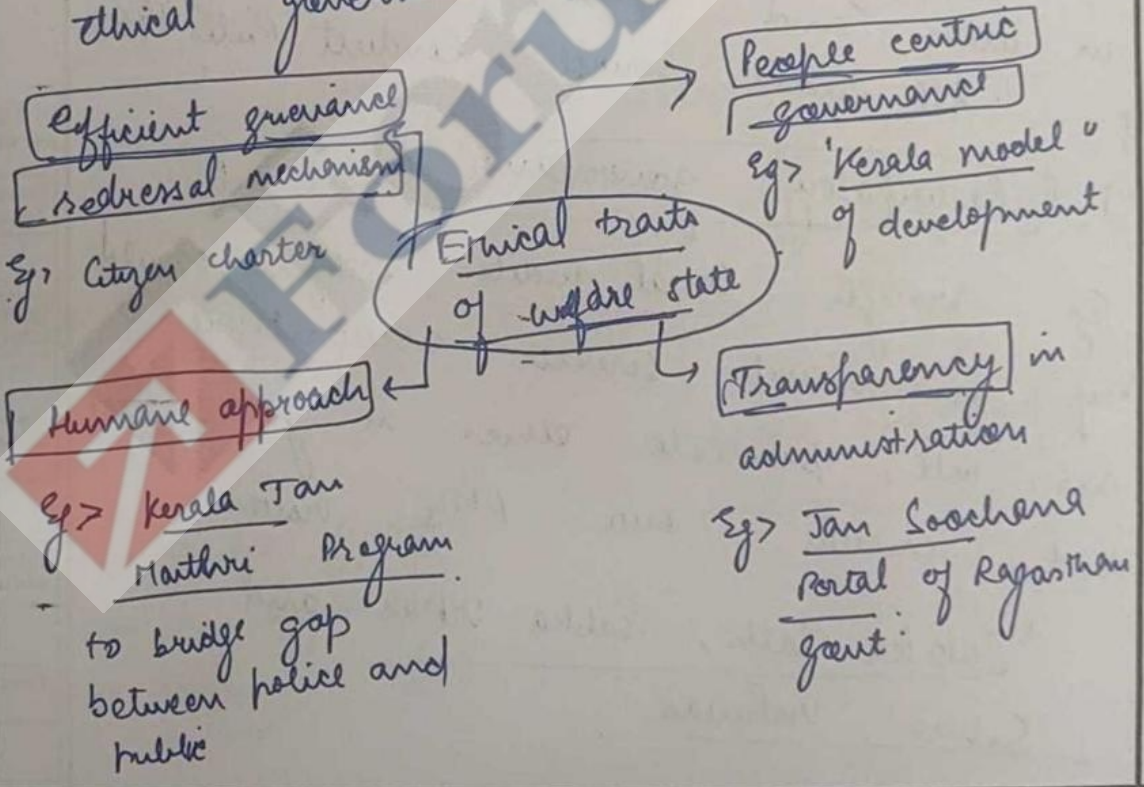 ethical
efficient grievance
redressal mechanism
Eg> Citizen charter
People centric
governance
Eg> "Kerala model"
of development
Ethical traits
of welfare state
Humane approach
Eg> Kerala Jan
Maithri Program
to bridge gap
between police and
public
Transparency in
administration
Eg> Jan Soochana
Portal of Rajasthan
govt.
7 Foru